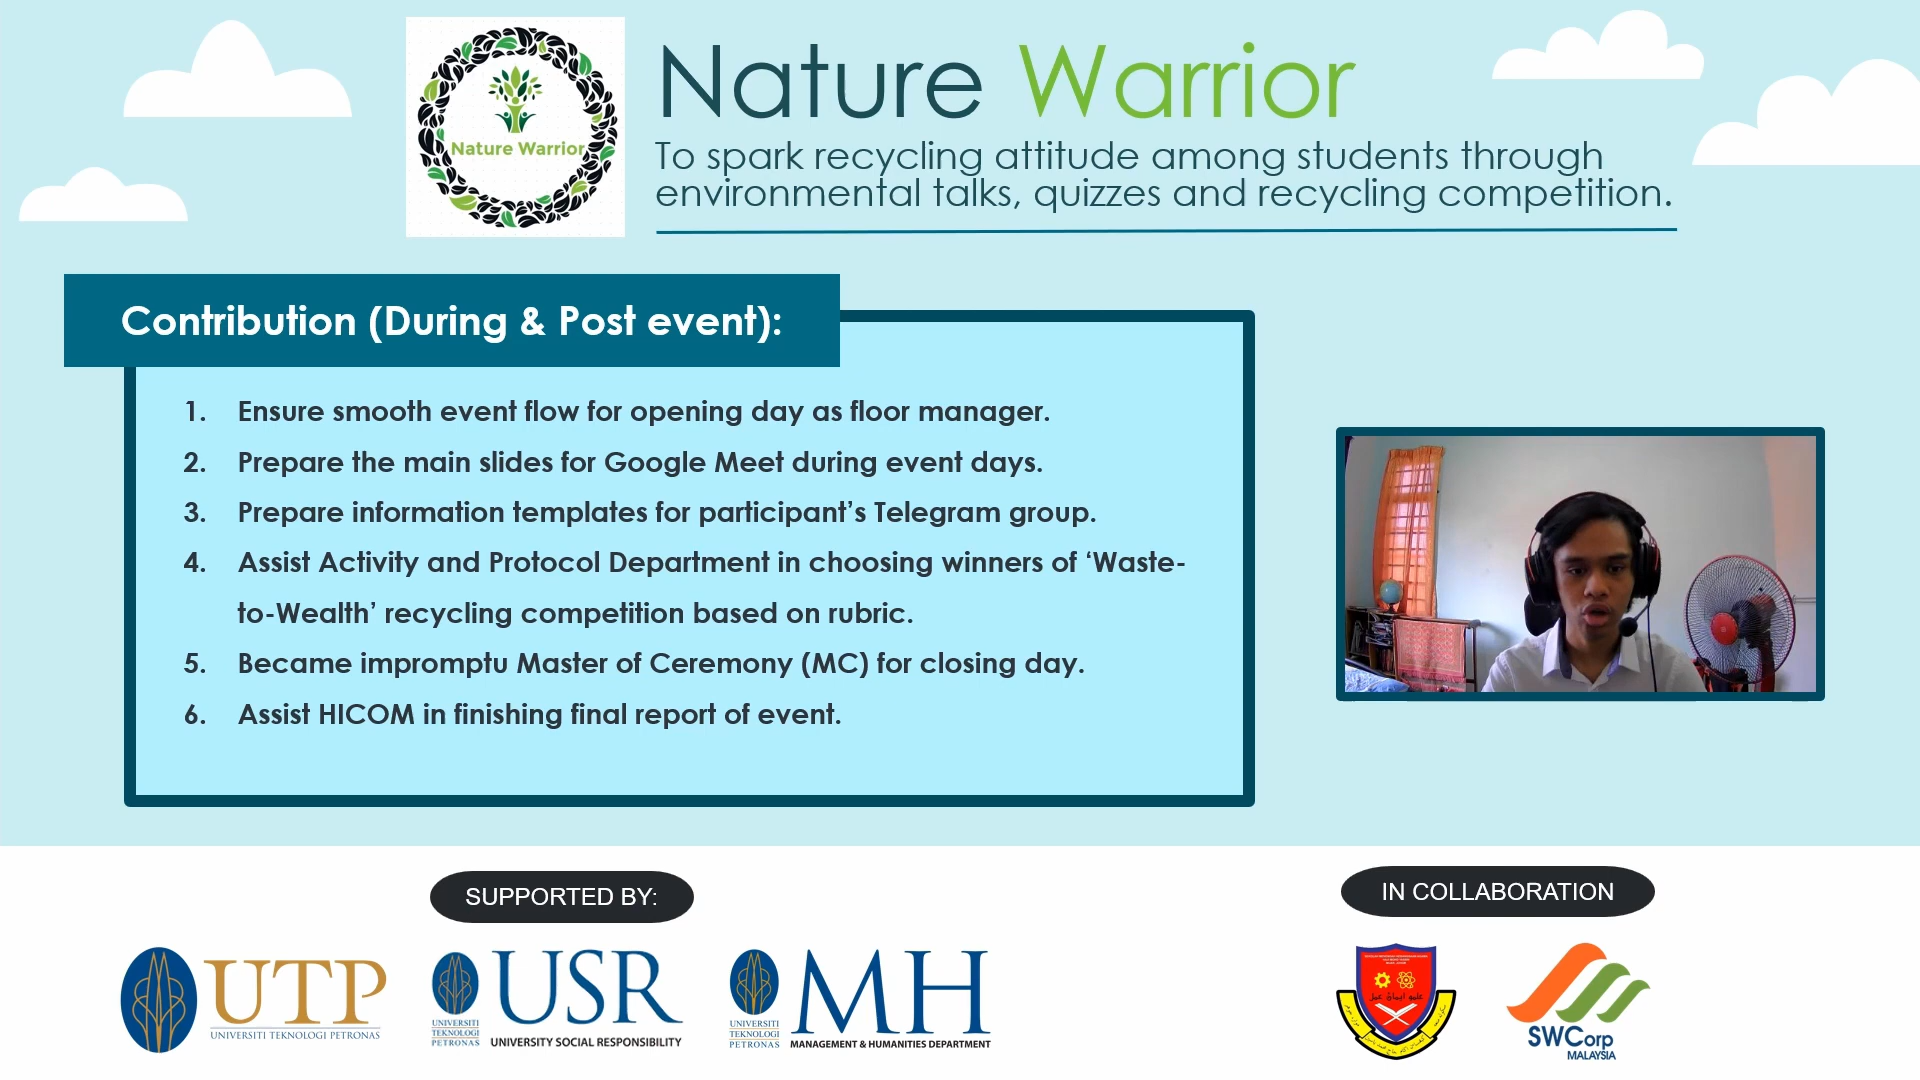 Nature Warrior
Nature Warrior
To spark recycling attitude among students through
environmental talks, quizzes and recycling competition.
Contribution (During & Post event):
1. Ensure smooth event flow for opening day as floor manager.
2. Prepare the main slides for Google Meet during event days.
3. Prepare information templates for participant’s Telegram group.
4. Assist Activity and Protocol Department in choosing winners of ‘Waste-
to-Wealth’ recycling competition based on rubric.
5. Became impromptu Master of Ceremony (MC) for closing day.
6. Assist HICOM in finishing final report of event.
SUPPORTED BY:
IN COLLABORATION
UTP
UNIVERSITI TEKNOLOGI PETRONAS
USR
UNIVERSITI
TEKNOLOGI
PETRONAS
UNIVERSITY SOCIAL RESPONSIBILITY
MH
UNIVERSITI
TEKNOLOGI
PETRONAS
MANAGEMENT & HUMANITIES DEPARTMENT
علمو ايمان عمل
SWCorp
MALAYSIA